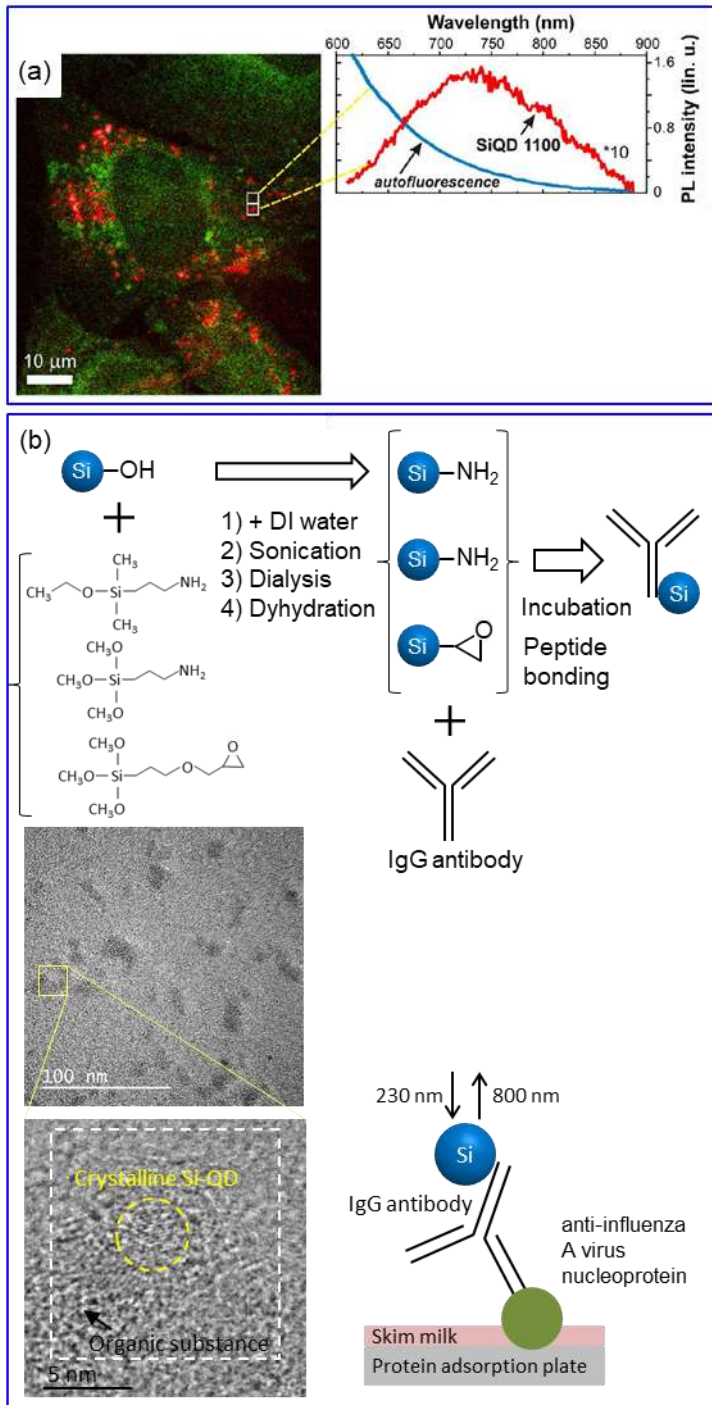 (a)
Wavelength (nm)
600 650 700 750 800 850 900
1.6
0.8
0
PL intensity (lin. u.)
SiQD 1100
*10
autofluorescence
10 µm
(b)
Si
OH
+
1) + DI water
2) Sonication
3) Dialysis
4) Dyhydration
CH₃
CH₃
O
Si
NH₂
CH₃
CH₃O
CH₃O
Si
NH₂
CH₃O
CH₃O
O
CH₃O
Si
O
CH₃O
Si
NH₂
Si
NH₂
Si
O
Incubation
Peptide
bonding
Si
+
IgG antibody
100 nm
Crystalline Si-QD
Organic substance
5 nm
230 nm
800 nm
Si
IgG antibody
anti-influenza
A virus
nucleoprotein
Skim milk
Protein adsorption plate